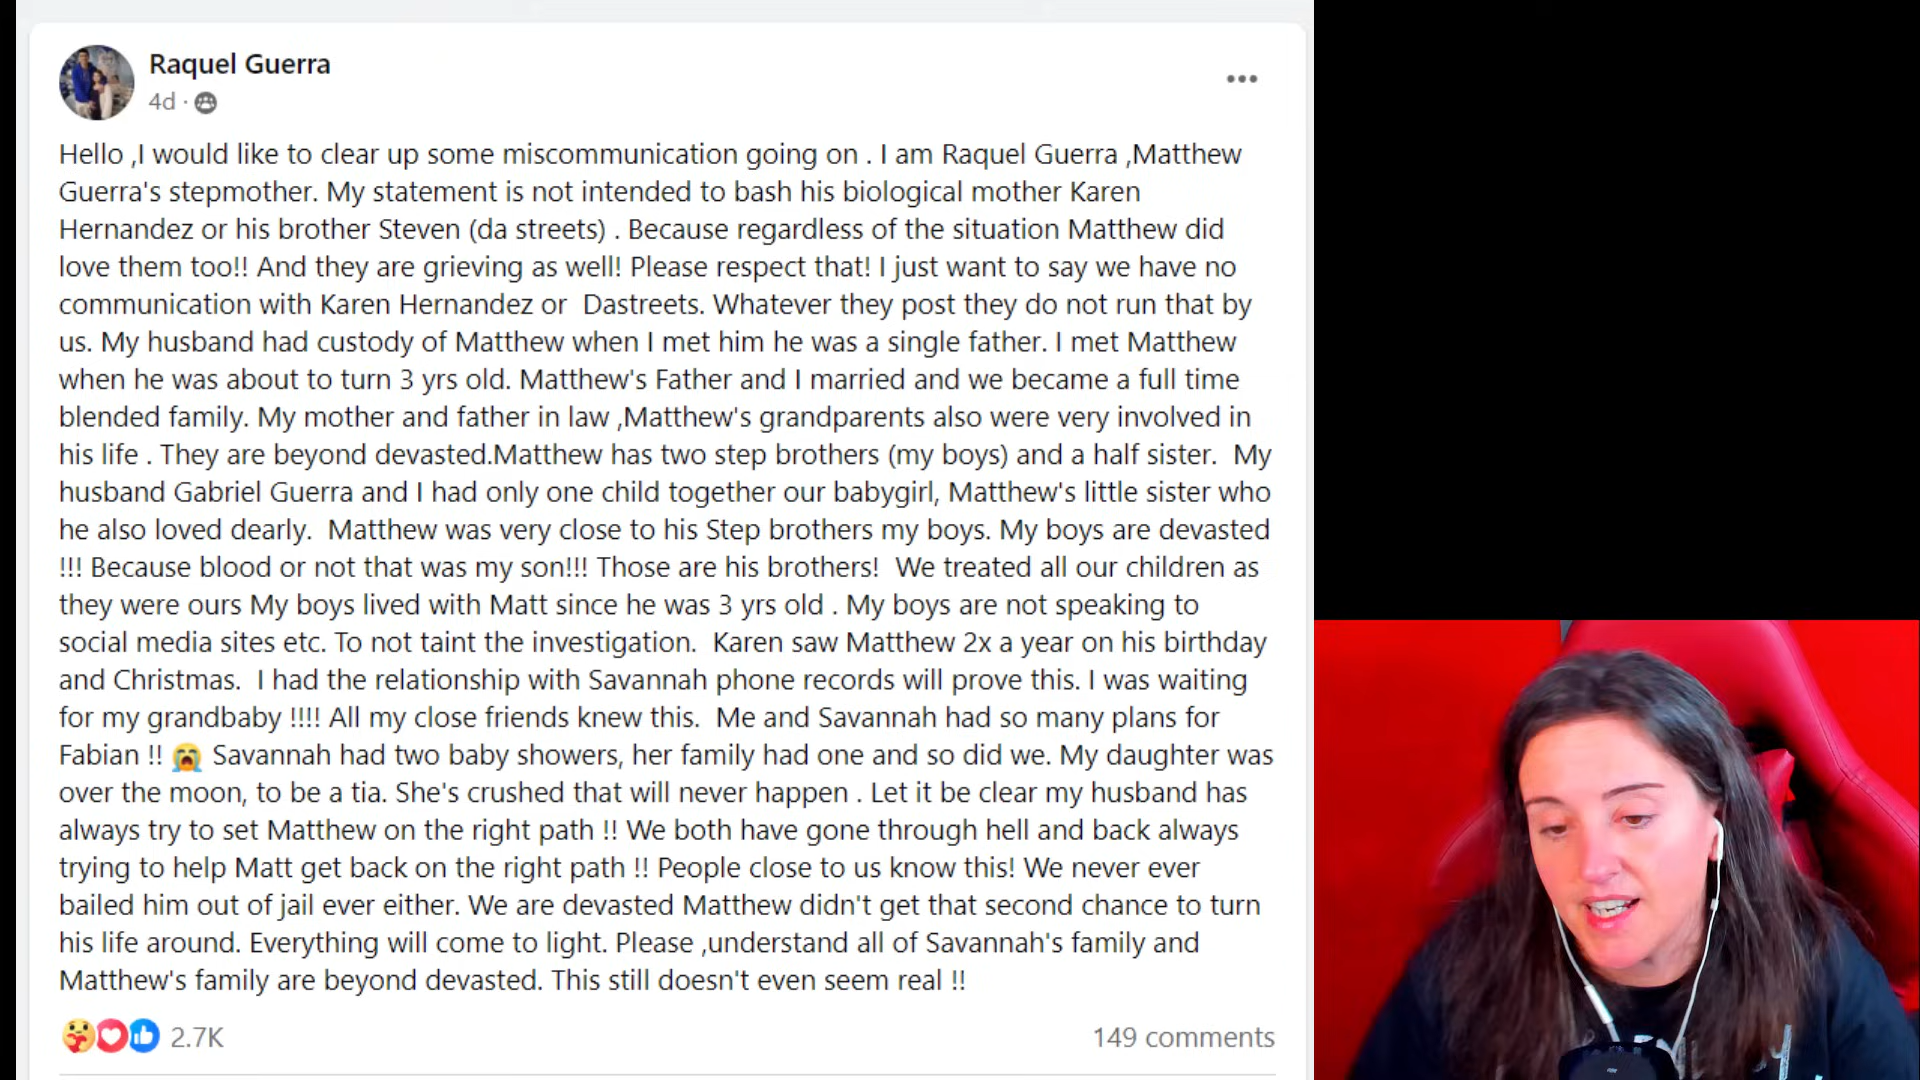 Raquel Guerra
4d ·
Hello ,I would like to clear up some miscommunication going on . I am Raquel Guerra ,Matthew
Guerra's stepmother. My statement is not intended to bash his biological mother Karen
Hernandez or his brother Steven (da streets) . Because regardless of the situation Matthew did
love them too!! And they are grieving as well! Please respect that! I just want to say we have no
communication with Karen Hernandez or  Dastreets. Whatever they post they do not run that by
us. My husband had custody of Matthew when I met him he was a single father. I met Matthew
when he was about to turn 3 yrs old. Matthew's Father and I married and we became a full time
blended family. My mother and father in law ,Matthew's grandparents also were very involved in
his life . They are beyond devasted.Matthew has two step brothers (my boys) and a half sister.  My
husband Gabriel Guerra and I had only one child together our babygirl, Matthew's little sister who
he also loved dearly.  Matthew was very close to his Step brothers my boys. My boys are devasted
!!! Because blood or not that was my son!!! Those are his brothers!  We treated all our children as
they were ours My boys lived with Matt since he was 3 yrs old . My boys are not speaking to
social media sites etc. To not taint the investigation.  Karen saw Matthew 2x a year on his birthday
and Christmas.  I had the relationship with Savannah phone records will prove this. I was waiting
for my grandbaby !!!! All my close friends knew this.  Me and Savannah had so many plans for
Fabian !! 😭 Savannah had two baby showers, her family had one and so did we. My daughter was
over the moon, to be a tia. She's crushed that will never happen . Let it be clear my husband has
always try to set Matthew on the right path !! We both have gone through hell and back always
trying to help Matt get back on the right path !! People close to us know this! We never ever
bailed him out of jail ever either. We are devasted Matthew didn't get that second chance to turn
his life around. Everything will come to light. Please ,understand all of Savannah's family and
Matthew's family are beyond devasted. This still doesn't even seem real !!
2.7K
149 comments